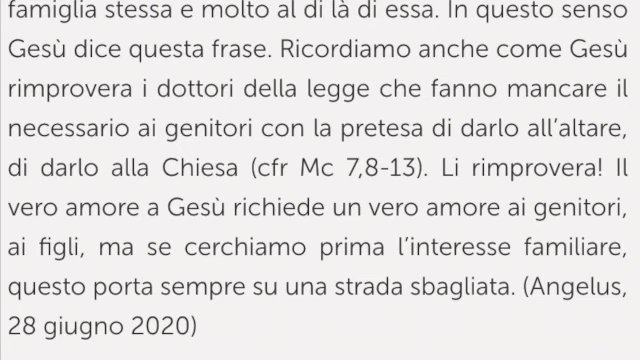 famiglia stessa e molto al di là di essa. In questo senso
Gesù dice questa frase. Ricordiamo anche come Gesù
rimprovera i dottori della legge che fanno mancare il
necessario ai genitori con la pretesa di darlo all’altare,
di darlo alla Chiesa (cfr Mc 7,8-13). Li rimprovera! Il
vero amore a Gesù richiede un vero amore ai genitori,
ai figli, ma se cerchiamo prima l’interesse familiare,
questo porta sempre su una strada sbagliata. (Angelus,
28 giugno 2020)